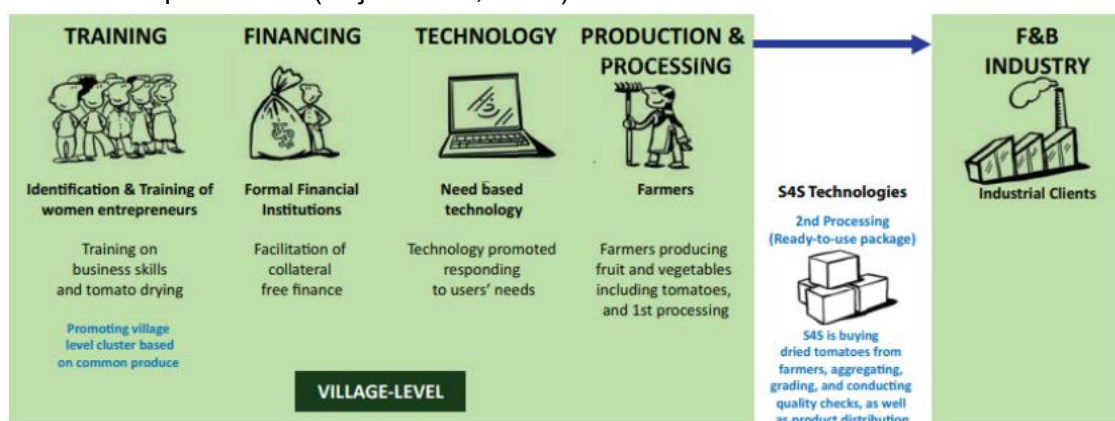 TRAINING
Identification & Training of
women entrepreneurs
Training on
business skills
and tomato drying
Promoting village
level cluster based
on common produce
FINANCING
Formal Financial
Institutions
Facilitation of
collateral
free finance
TECHNOLOGY
Need based
technology
Technology promoted
responding
to users' needs
PRODUCTION &
PROCESSING
Farmers
Farmers producing
fruit and vegetables
including tomatoes,
and 1st processing
VILLAGE-LEVEL
S4S Technologies
2nd Processing
(Ready-to-use package)
S4S is buying
dried tomatoes from
farmers, aggregating,
grading, and conducting
quality checks, as well
as product distribution
F&B
INDUSTRY
Industrial Clients